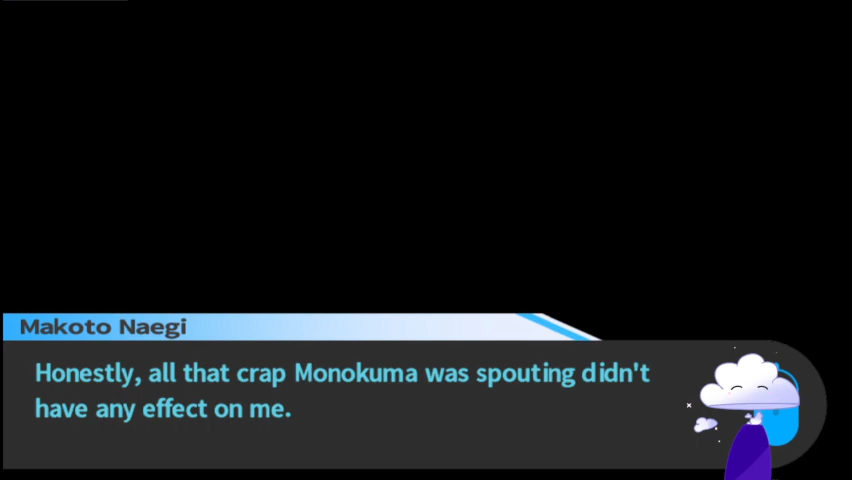 Makoto Naegi
Honestly, all that crap Monokuma was spouting didn't
have any effect on me.